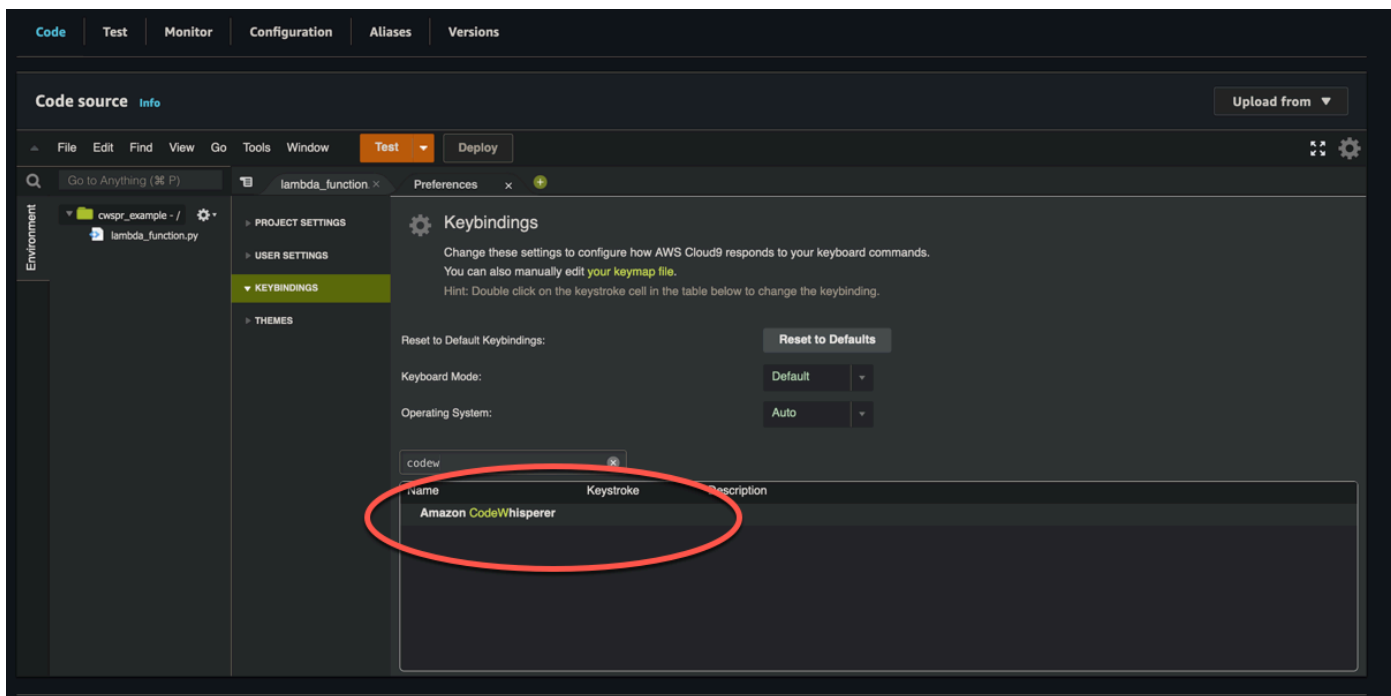 Code Test Monitor Configuration Aliases Versions
Code source Info
Upload from
File Edit Find View Go Tools Window Test Deploy
Go to Anything (⌘ P)
lambda_function
Preferences
Environment
cwspr_example - /
lambda_function.py
PROJECT SETTINGS
USER SETTINGS
KEYBINDINGS
THEMES
Keybindings
Change these settings to configure how AWS Cloud9 responds to your keyboard commands.
You can also manually edit your keymap file.
Hint: Double click on the keystroke cell in the table below to change the keybinding.
Reset to Default Keybindings: Reset to Defaults
Keyboard Mode: Default
Operating System: Auto
codew
Name Keystroke Description
Amazon CodeWhisperer